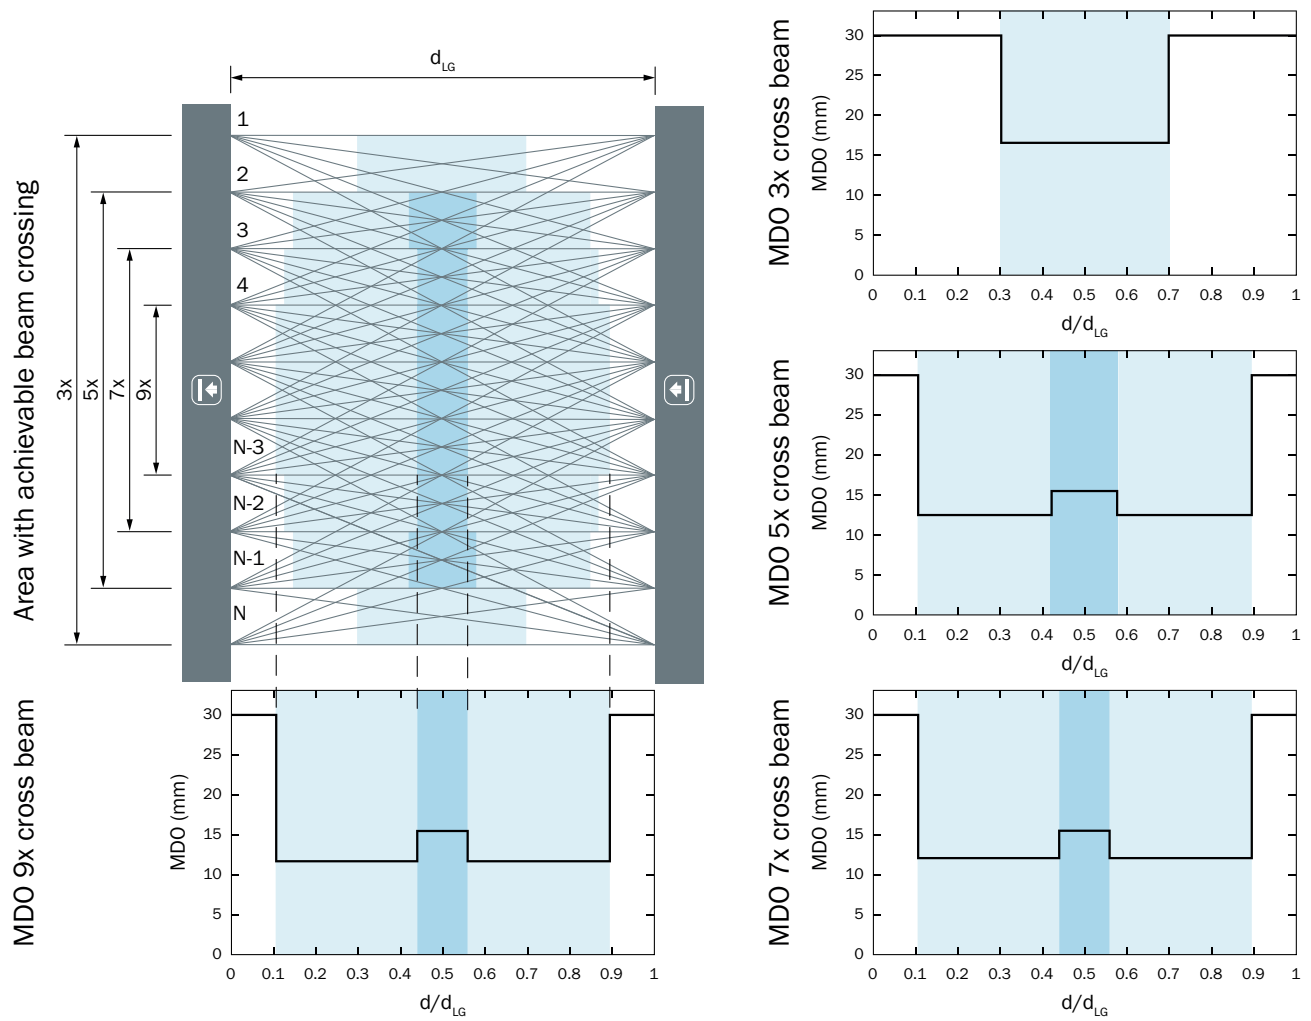 d_LG
Area with achievable beam crossing
3x
5x
7x
9x
1
2
3
4
N-3
N-2
N-1
N
MDO 3x cross beam
MDO (mm)
30
25
20
15
10
5
0
0 0.1 0.2 0.3 0.4 0.5 0.6 0.7 0.8 0.9 1
d/d_LG
MDO 5x cross beam
MDO (mm)
30
25
20
15
10
5
0
0 0.1 0.2 0.3 0.4 0.5 0.6 0.7 0.8 0.9 1
d/d_LG
MDO 9x cross beam
MDO (mm)
30
25
20
15
10
5
0
0 0.1 0.2 0.3 0.4 0.5 0.6 0.7 0.8 0.9 1
d/d_LG
MDO 7x cross beam
MDO (mm)
30
25
20
15
10
5
0
0 0.1 0.2 0.3 0.4 0.5 0.6 0.7 0.8 0.9 1
d/d_LG